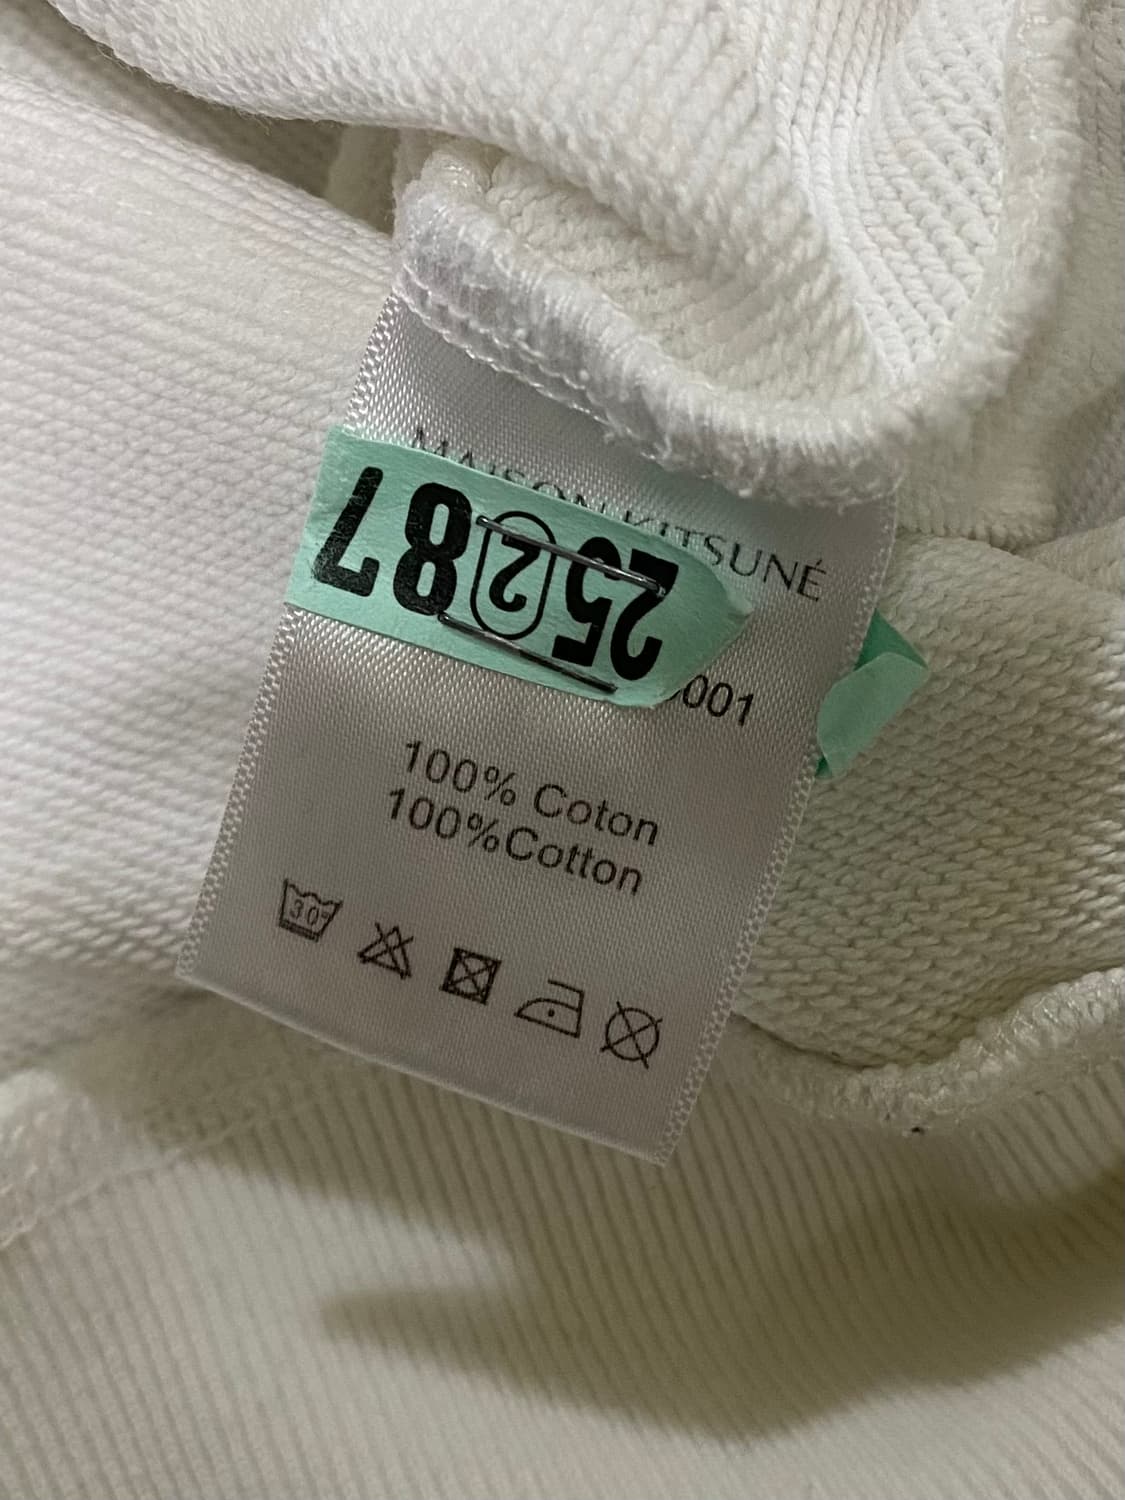 MAISON KITSUNÉ
25②87
001
100% Coton
100%Cotton
30°